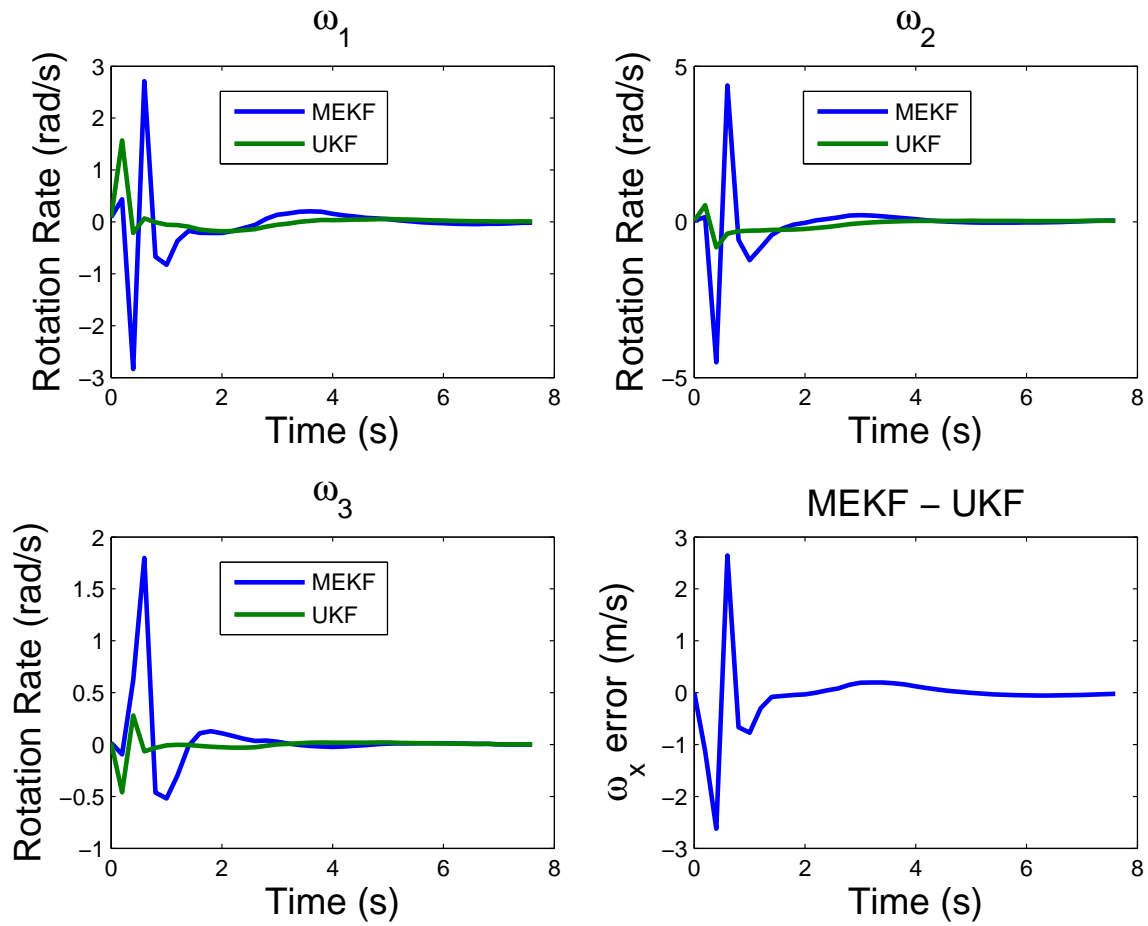 ω1
3
2
1
0
−1
−2
−3
Rotation Rate (rad/s)
MEKF
UKF
0 2 4 6 8
Time (s)
ω2
5
0
−5
Rotation Rate (rad/s)
MEKF
UKF
0 2 4 6 8
Time (s)
ω3
2
1.5
1
0.5
0
−0.5
−1
Rotation Rate (rad/s)
MEKF
UKF
0 2 4 6 8
Time (s)
MEKF − UKF
3
2
1
0
−1
−2
−3
ωx error (m/s)
0 2 4 6 8
Time (s)